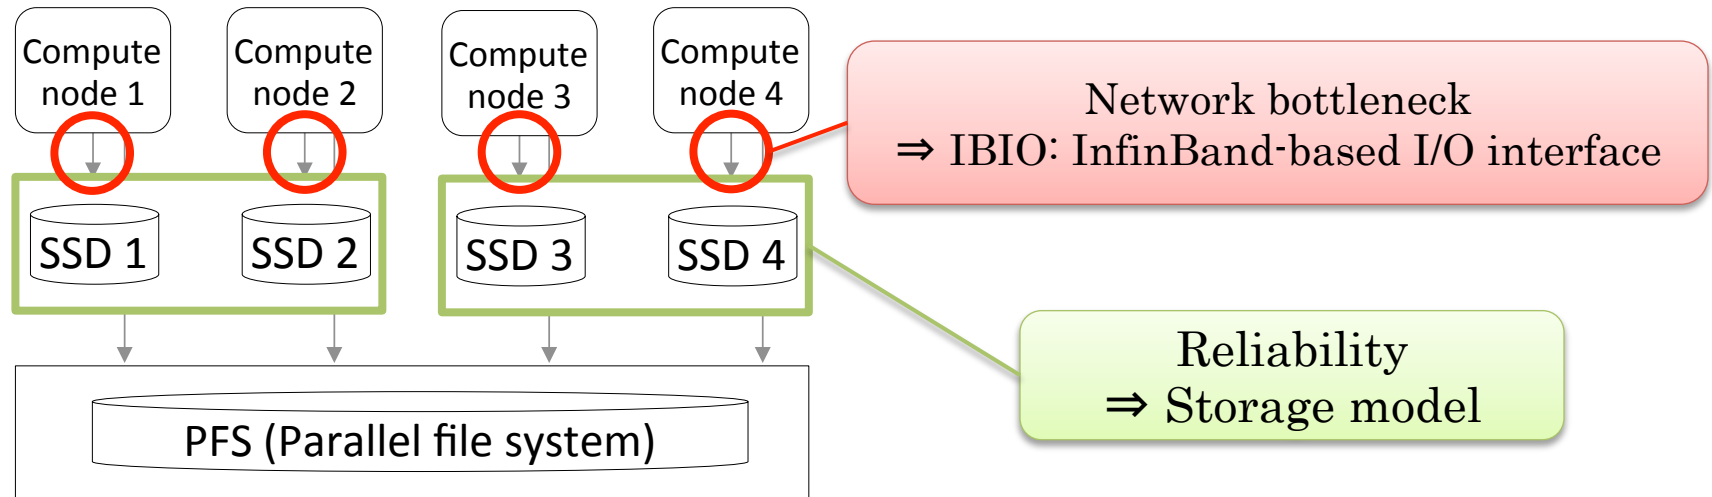 Compute
node 1
Compute
node 2
Compute
node 3
Compute
node 4
Network bottleneck
⇒ IBIO: InfinBand-based I/O interface
SSD 1
SSD 2
SSD 3
SSD 4
Reliability
⇒ Storage model
PFS (Parallel file system)